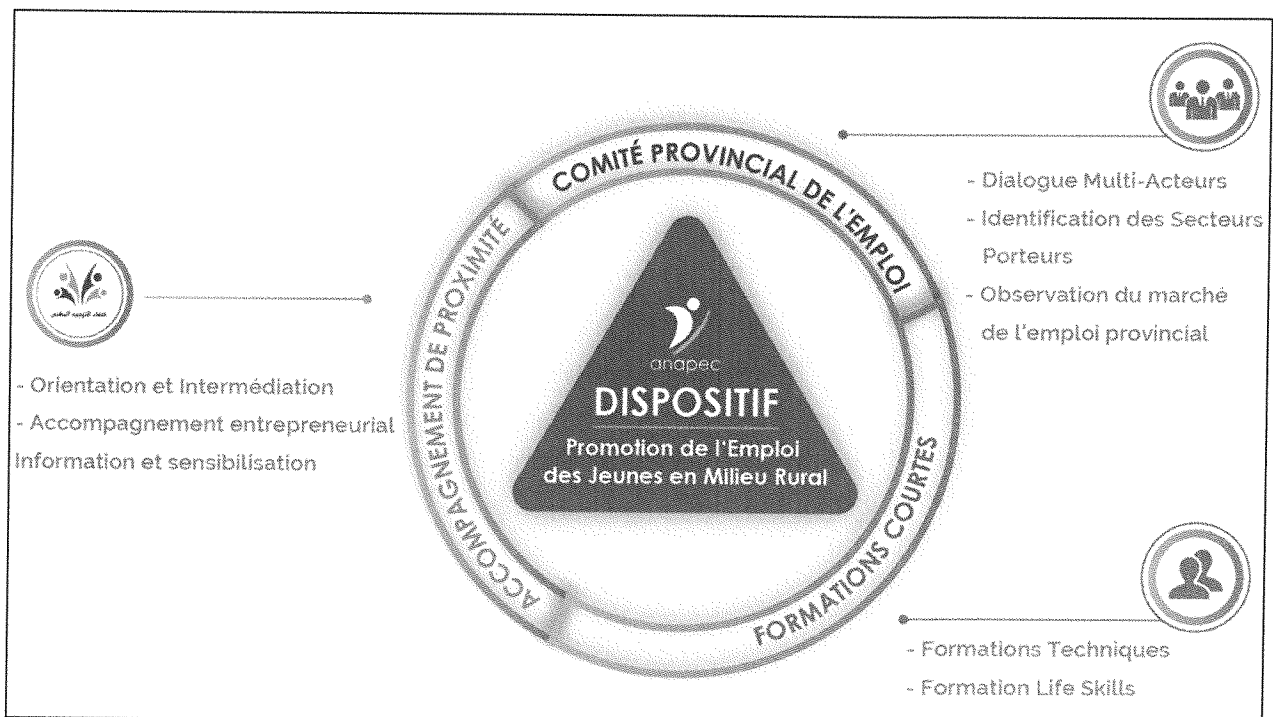 COMITÉ PROVINCIAL DE L'EMPLOI
- Dialogue Multi-Acteurs
- Identification des Secteurs
Porteurs
- Observation du marché
de l'emploi provincial
ACCCOMPAGNEMENT DE PROXIMITÉ
- Orientation et Intermédiation
- Accompagnement entrepreneurial
Information et sensibilisation
anapec
DISPOSITIF
Promotion de l'Emploi
des Jeunes en Milieu Rural
FORMATIONS COURTES
- Formations Techniques
- Formation Life Skills